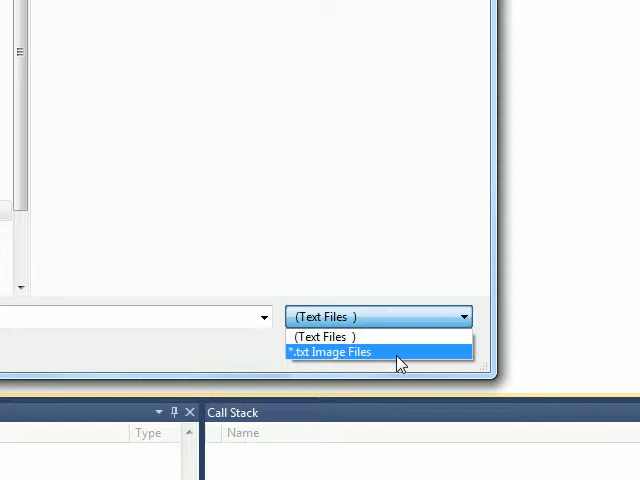 (Text Files )
(Text Files )
*.txt Image Files
Call Stack
Type
Name